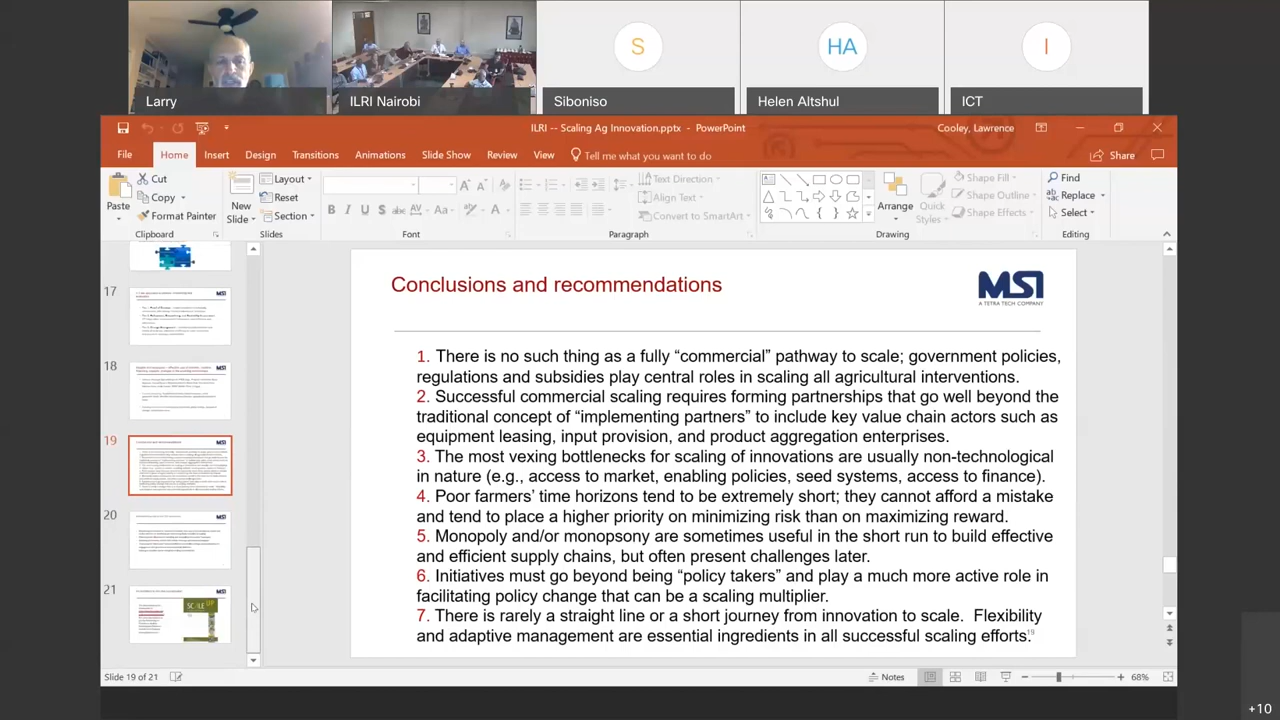 Larry
ILRI Nairobi
S
Siboniso
HA
Helen Altshul
I
ICT
ILRI -- Scaling Ag Innovation.pptx - PowerPoint
Cooley, Lawrence
File
Home
Insert
Design
Transitions
Animations
Slide Show
Review
View
Tell me what you want to do
Share
Paste
Cut
Copy
Format Painter
Clipboard
New Slide
Layout
Reset
Section
Slides
B I U S abc AV Aa A
Font
Text Direction
Align Text
Convert to SmartArt
Paragraph
Arrange
Quick Styles
Shape Fill
Shape Outline
Shape Effects
Drawing
Find
Replace
Select
Editing
17
18
19
20
21
Conclusions and recommendations
MSI
A TETRA TECH COMPANY
1. There is no such thing as a fully “commercial” pathway to scale; government policies,
regulations and subsidies play central roles in scaling all agricultural interventions.
2. Successful commercial scaling requires forming partnerships that go well beyond the
traditional concept of “implementing partners” to include key value chain actors such as
equipment leasing, input provision, and product aggregation enterprises.
3. The most vexing bottlenecks for scaling of innovations are usually non-technological
(e.g., access to market, enabling policies, seed systems, access to finance).
4. Poor farmers’ time horizons tend to be extremely short; they cannot afford a mistake
and tend to place a higher priority on minimizing risk than maximizing reward.
5. Monopoly and/or monopsony are sometimes useful in the short run to build effective
and efficient supply chains, but often present challenges later.
6. Initiatives must go beyond being “policy takers” and play a much more active role in
facilitating policy change that can be a scaling multiplier.
7. There is rarely a straight line or a short journey from innovation to scale. Flexibility
and adaptive management are essential ingredients in all successful scaling efforts.
19
Slide 19 of 21
Notes
68%
+10